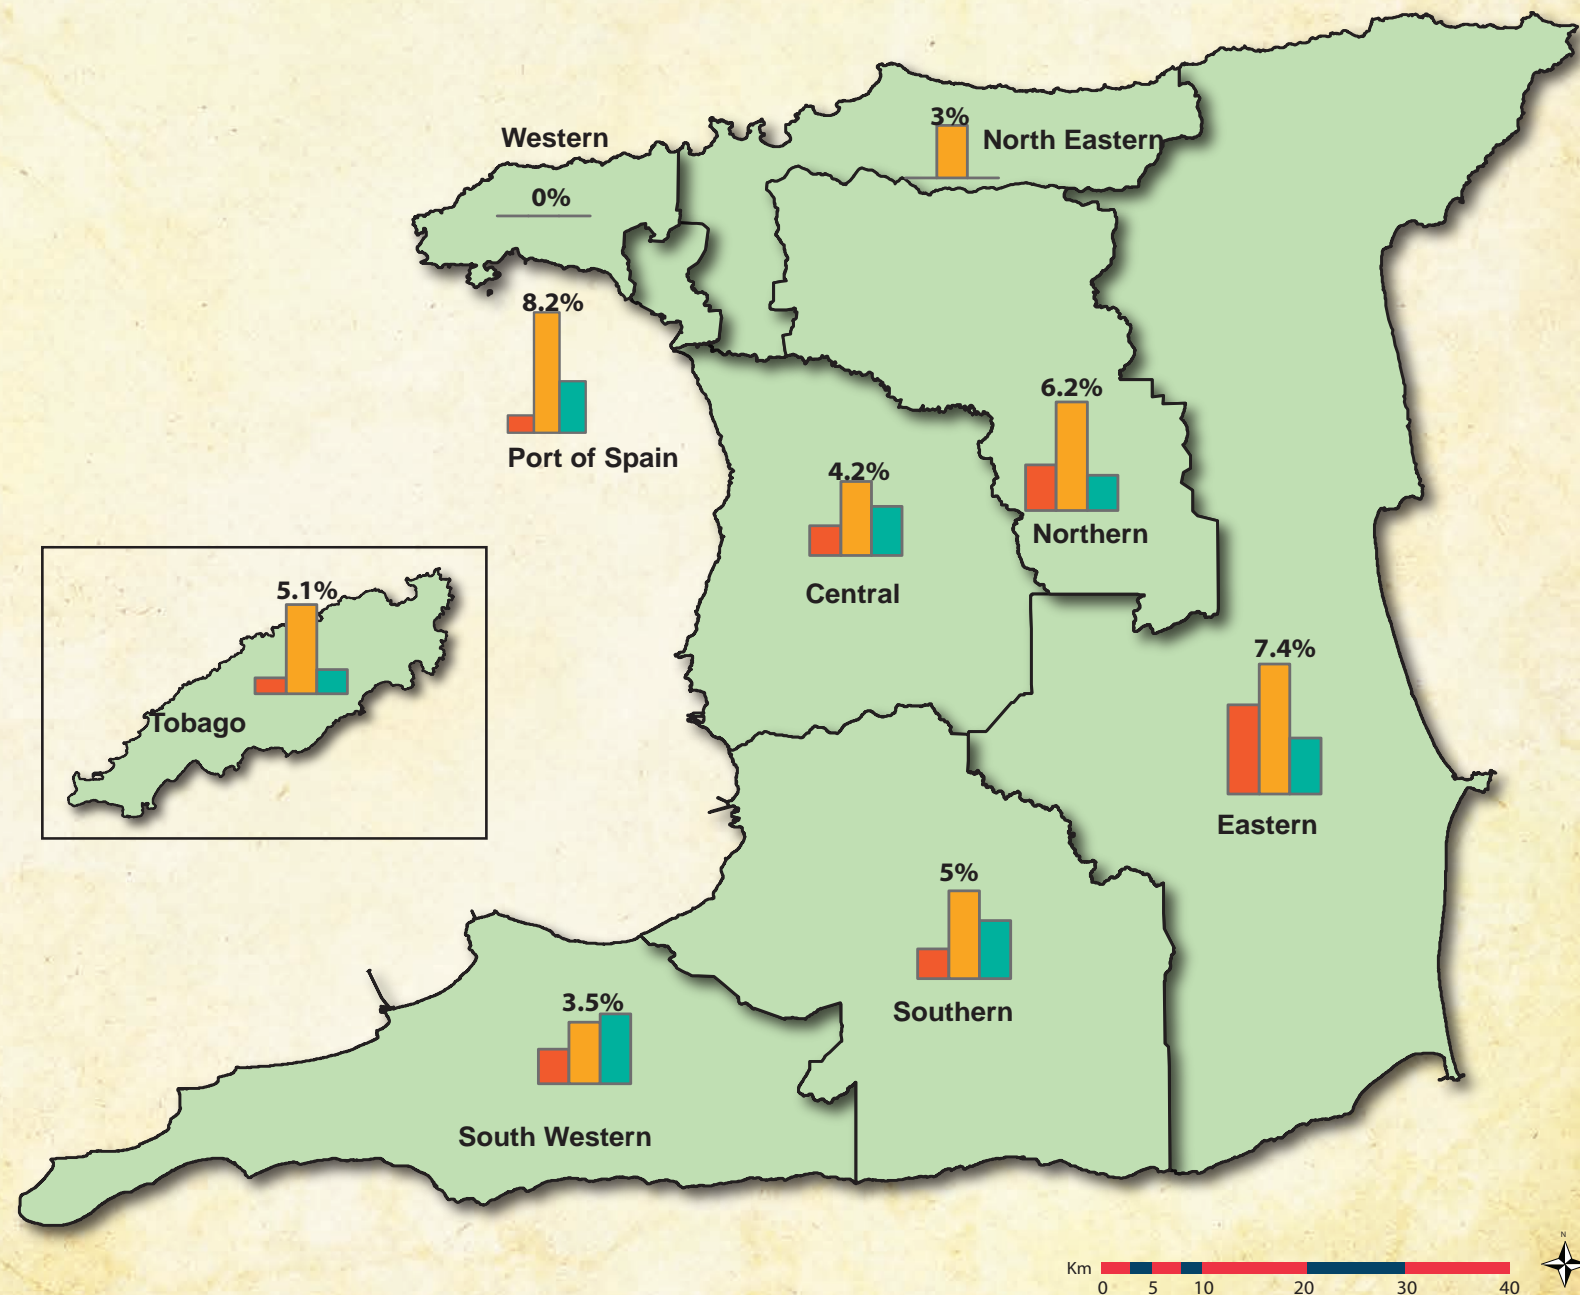 3%
Western
North Eastern
0%
8.2%
Port of Spain
6.2%
Northern
4.2%
Central
5.1%
Tobago
7.4%
Eastern
5%
Southern
3.5%
South Western
N
Km
0 5 10 20 30 40